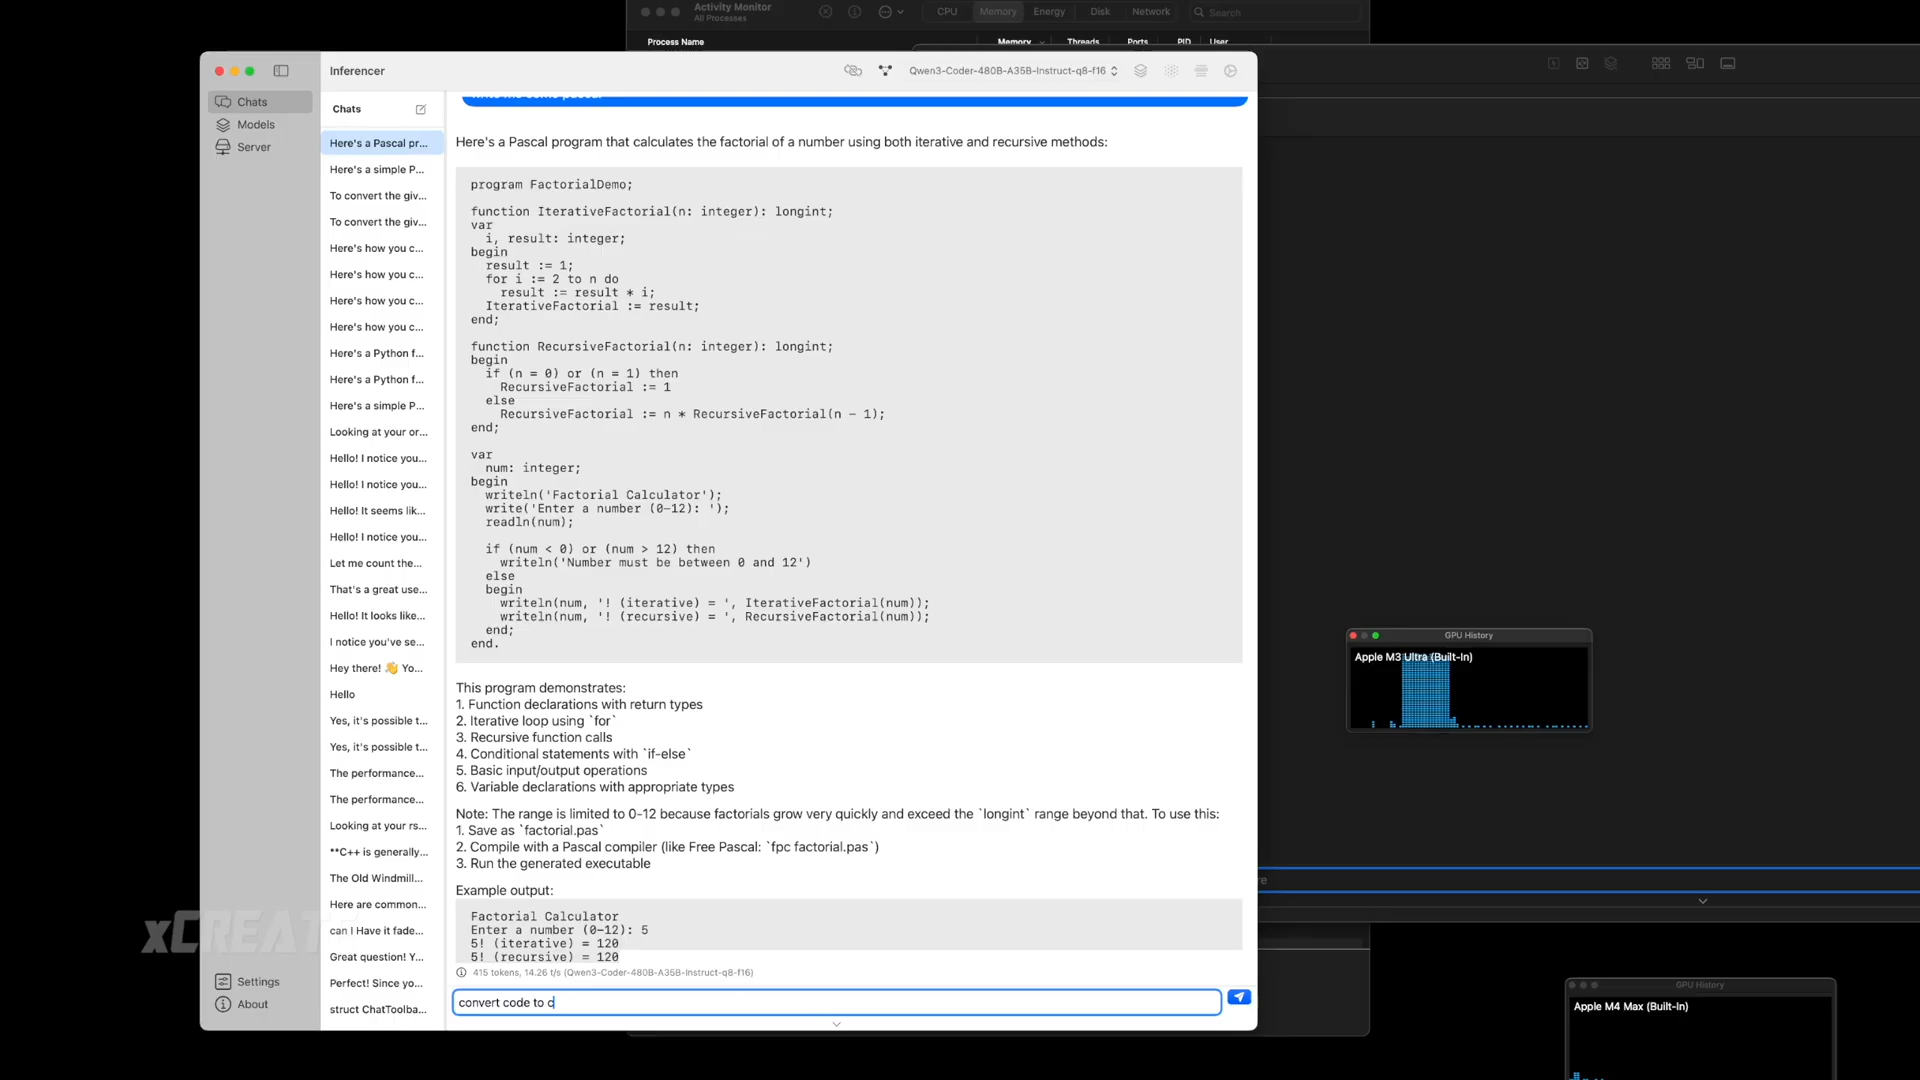 Activity Monitor
All Processes
CPU
Memory
Energy
Disk
Network
Search
Process Name
Memory
Threads
Ports
PID
User
Inferencer
Qwen3-Coder-480B-A35B-Instruct-q8-f16
Chats
Models
Server
Settings
About
Chats
Here's a Pascal pr...
Here's a simple P...
To convert the giv...
To convert the giv...
Here's how you c...
Here's how you c...
Here's how you c...
Here's how you c...
Here's a Python f...
Here's a Python f...
Here's a simple P...
Looking at your or...
Hello! I notice you...
Hello! I notice you...
Hello! It seems lik...
Hello! I notice you...
Let me count the...
That's a great use...
Hello! It looks like...
I notice you've se...
Hey there! 👋 Yo...
Hello
Yes, it's possible t...
Yes, it's possible t...
The performance...
The performance...
Looking at your rs...
**C++ is generally...
The Old Windmill...
Here are common...
can I Have it fade...
Great question! Y...
Perfect! Since yo...
struct ChatToolba...
Here's a Pascal program that calculates the factorial of a number using both iterative and recursive methods:
program FactorialDemo;
function IterativeFactorial(n: integer): longint;
var
i, result: integer;
begin
result := 1;
for i := 2 to n do
result := result * i;
IterativeFactorial := result;
end;
function RecursiveFactorial(n: integer): longint;
begin
if (n = 0) or (n = 1) then
RecursiveFactorial := 1
else
RecursiveFactorial := n * RecursiveFactorial(n - 1);
end;
var
num: integer;
begin
writeln('Factorial Calculator');
write('Enter a number (0-12): ');
readln(num);
if (num < 0) or (num > 12) then
writeln('Number must be between 0 and 12')
else
begin
writeln(num, '! (iterative) = ', IterativeFactorial(num));
writeln(num, '! (recursive) = ', RecursiveFactorial(num));
end;
end.
This program demonstrates:
1. Function declarations with return types
2. Iterative loop using `for`
3. Recursive function calls
4. Conditional statements with `if-else`
5. Basic input/output operations
6. Variable declarations with appropriate types
Note: The range is limited to 0-12 because factorials grow very quickly and exceed the `longint` range beyond that. To use this:
1. Save as `factorial.pas`
2. Compile with a Pascal compiler (like Free Pascal: `fpc factorial.pas`)
3. Run the generated executable
Example output:
Factorial Calculator
Enter a number (0-12): 5
5! (iterative) = 120
5! (recursive) = 120
415 tokens, 14.26 t/s (Qwen3-Coder-480B-A35B-Instruct-q8-f16)
convert code to c
GPU History
Apple M3 Ultra (Built-In)
GPU History
Apple M4 Max (Built-In)
xCREATE